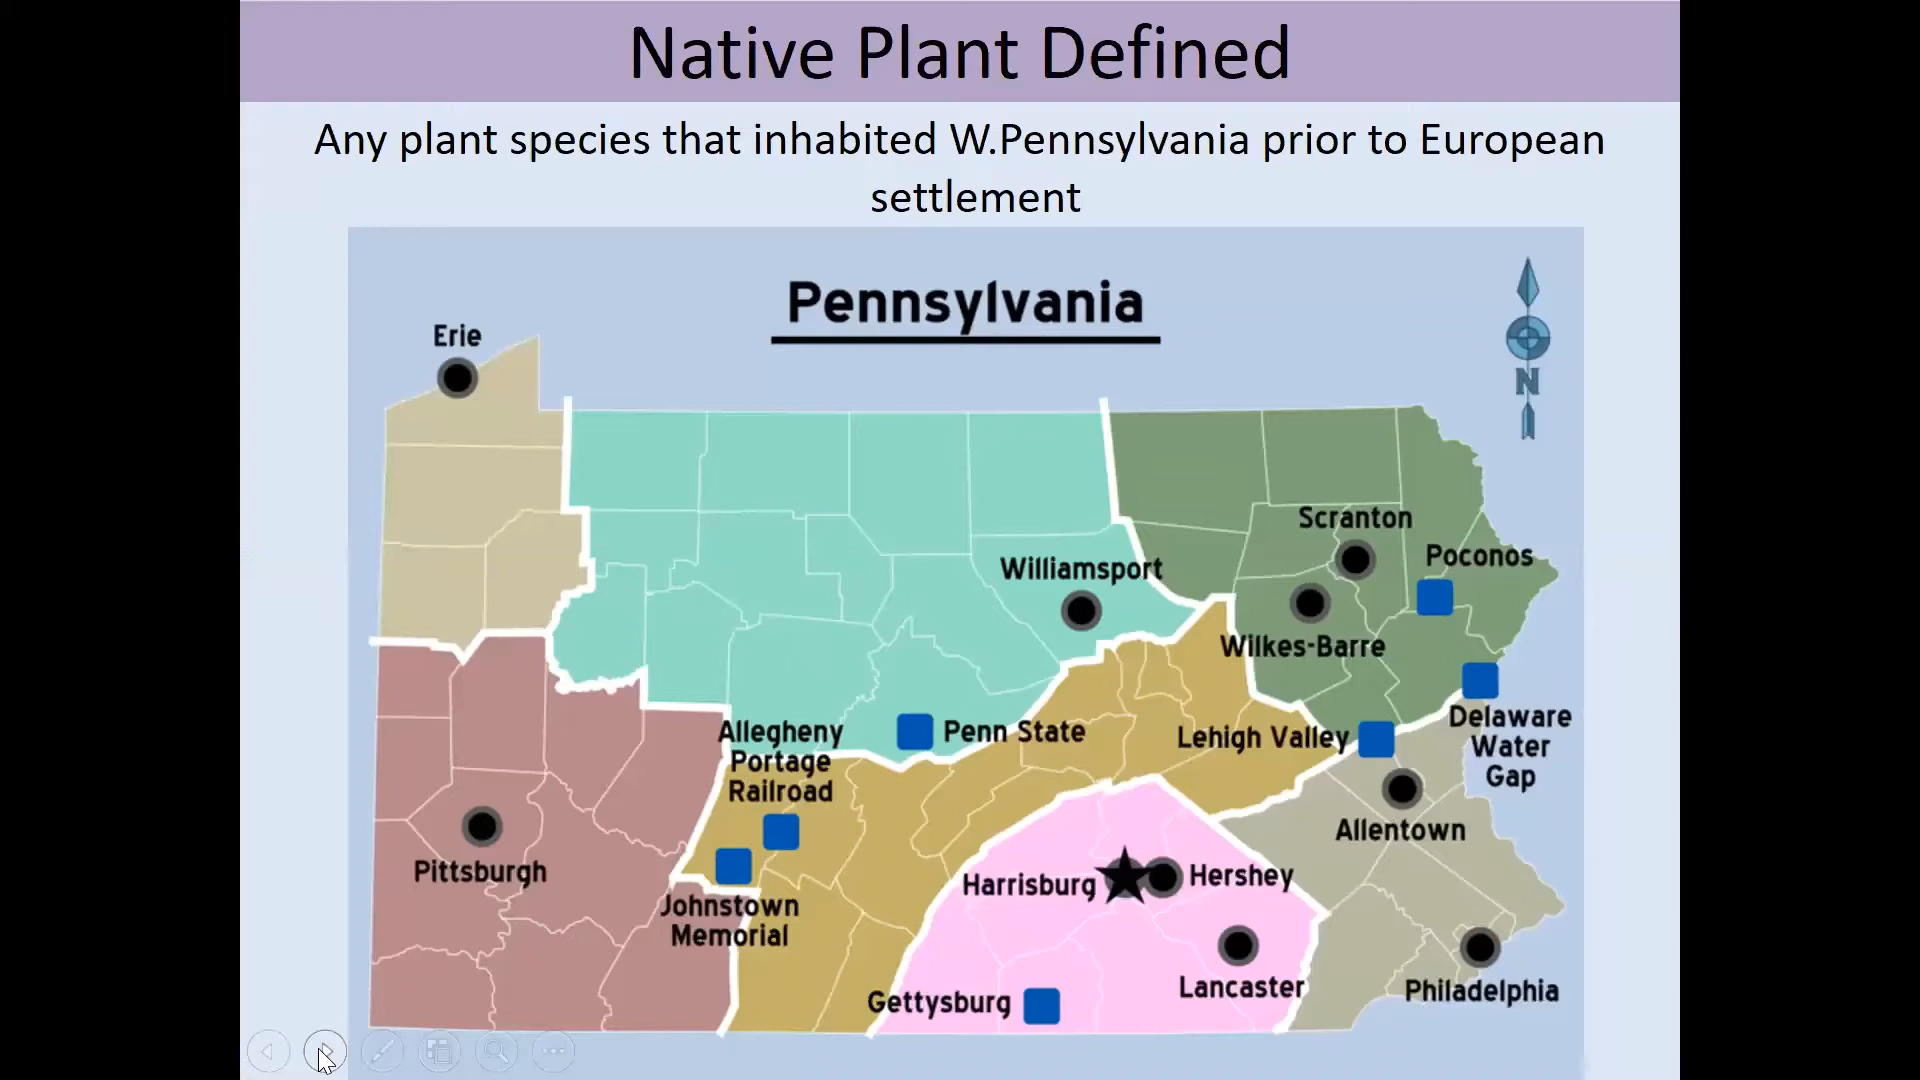 Native Plant Defined
Any plant species that inhabited W.Pennsylvania prior to European
settlement
Pennsylvania
Erie
N
Scranton
Poconos
Williamsport
Wilkes-Barre
Delaware
Water
Gap
Lehigh Valley
Allegheny
Portage
Railroad
Penn State
Allentown
Pittsburgh
Harrisburg
Hershey
Johnstown
Memorial
Lancaster
Philadelphia
Gettysburg